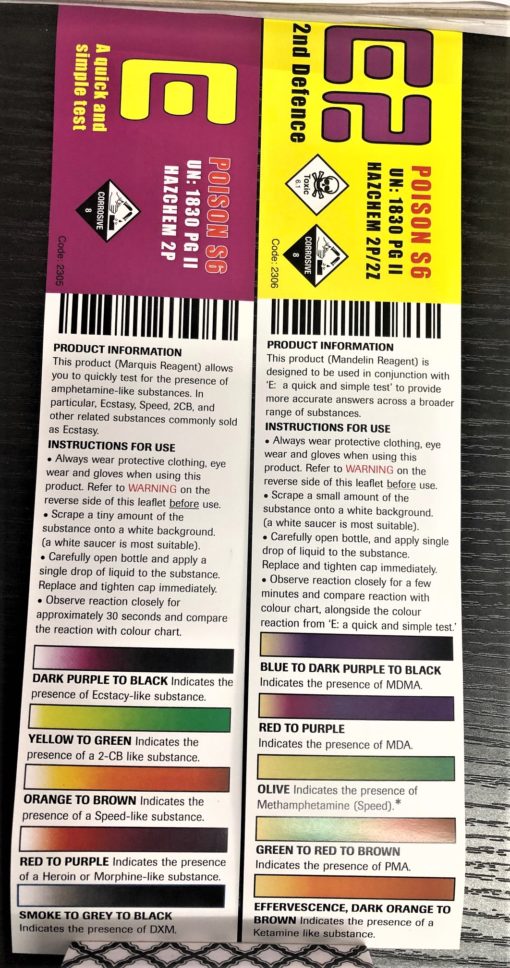 E
A quick and
simple test
POISON S6
UN: 1830 PG II
HAZCHEM 2P
CORROSIVE
8
Code: 2305
PRODUCT INFORMATION
This product (Marquis Reagent) allows
you to quickly test for the presence of
amphetamine-like substances. In
particular, Ecstasy, Speed, 2CB, and
other related substances commonly sold
as Ecstasy.
INSTRUCTIONS FOR USE
• Always wear protective clothing, eye
wear and gloves when using this
product. Refer to WARNING on the
reverse side of this leaflet before use.
• Scrape a tiny amount of the
substance onto a white background.
(a white saucer is most suitable).
• Carefully open bottle and apply a
single drop of liquid to the substance.
Replace and tighten cap immediately.
• Observe reaction closely for
approximately 30 seconds and compare
the reaction with colour chart.
DARK PURPLE TO BLACK Indicates the
presence of Ecstacy-like substance.
YELLOW TO GREEN Indicates the
presence of a 2-CB like substance.
ORANGE TO BROWN Indicates the
presence of a Speed-like substance.
RED TO PURPLE Indicates the presence
of a Heroin or Morphine-like substance.
SMOKE TO GREY TO BLACK
Indicates the presence of DXM.
E2
2nd Defence
POISON S6
UN: 1830 PG II
HAZCHEM 2P/2Z
Toxic
6.1
CORROSIVE
8
Code: 2306
PRODUCT INFORMATION
This product (Mandelin Reagent) is
designed to be used in conjunction with
'E: a quick and simple test' to provide
more accurate answers across a broader
range of substances.
INSTRUCTIONS FOR USE
• Always wear protective clothing, eye
wear and gloves when using this
product. Refer to WARNING on the
reverse side of this leaflet before use.
• Scrape a small amount of the
substance onto a white background.
(a white saucer is most suitable).
• Carefully open bottle, and apply single
drop of liquid to the substance.
Replace and tighten cap immediately.
• Observe reaction closely for a few
minutes and compare reaction with
colour chart, alongside the colour
reaction from 'E: a quick and simple test.'
BLUE TO DARK PURPLE TO BLACK
Indicates the presence of MDMA.
RED TO PURPLE
Indicates the presence of MDA.
OLIVE Indicates the presence of
Methamphetamine (Speed).*
GREEN TO RED TO BROWN
Indicates the presence of PMA.
EFFERVESCENCE, DARK ORANGE TO
BROWN Indicates the presence of a
Ketamine like substance.